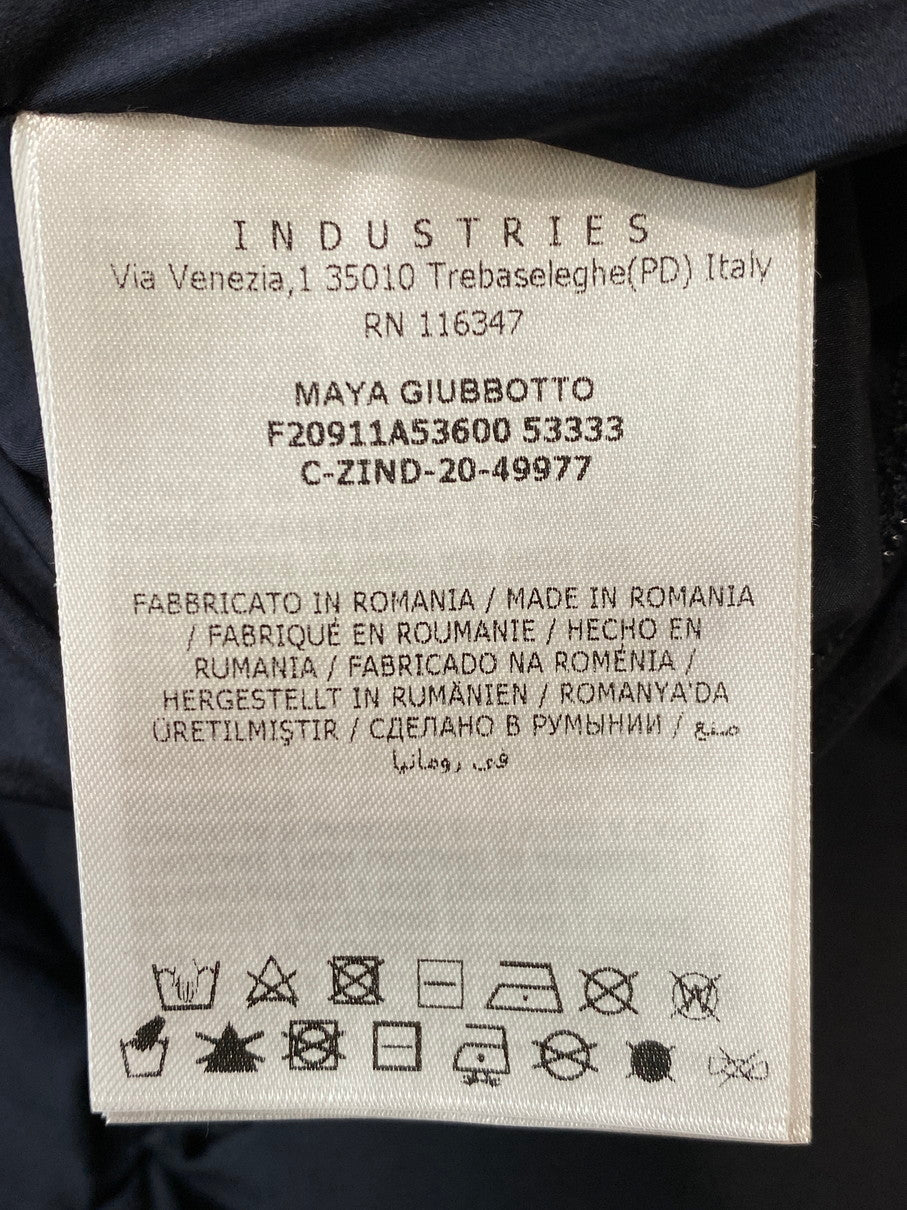 INDUSTRIES
Via Venezia,1 35010 Trebaseleghe(PD) Italy
RN 116347
MAYA GIUBBOTTO
F20911A53600 53333
C-ZIND-20-49977
FABBRICATO IN ROMANIA / MADE IN ROMANIA
/ FABRIQUÉ EN ROUMANIE / HECHO EN
RUMANIA / FABRICADO NA ROMÉNIA /
HERGESTELLT IN RUMÄNIEN / ROMANYA'DA
ÜRETILMIŞTIR / СДЕЛАНО В РУМЫНИИ / صنع
في رومانيا